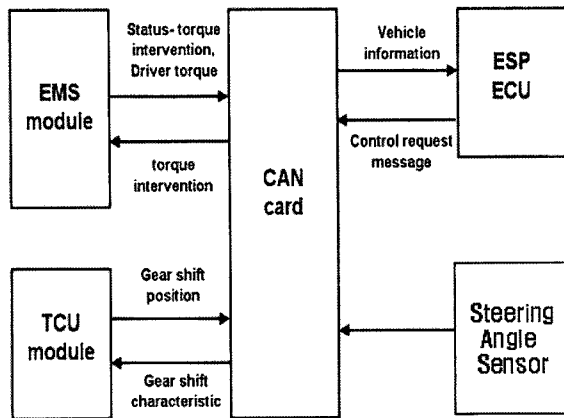 EMS
module
Status- torque
intervention,
Driver torque
torque
intervention
CAN
card
Vehicle
information
Control request
message
ESP
ECU
TCU
module
Gear shift
position
Gear shift
characteristic
Steering
Angle
Sensor